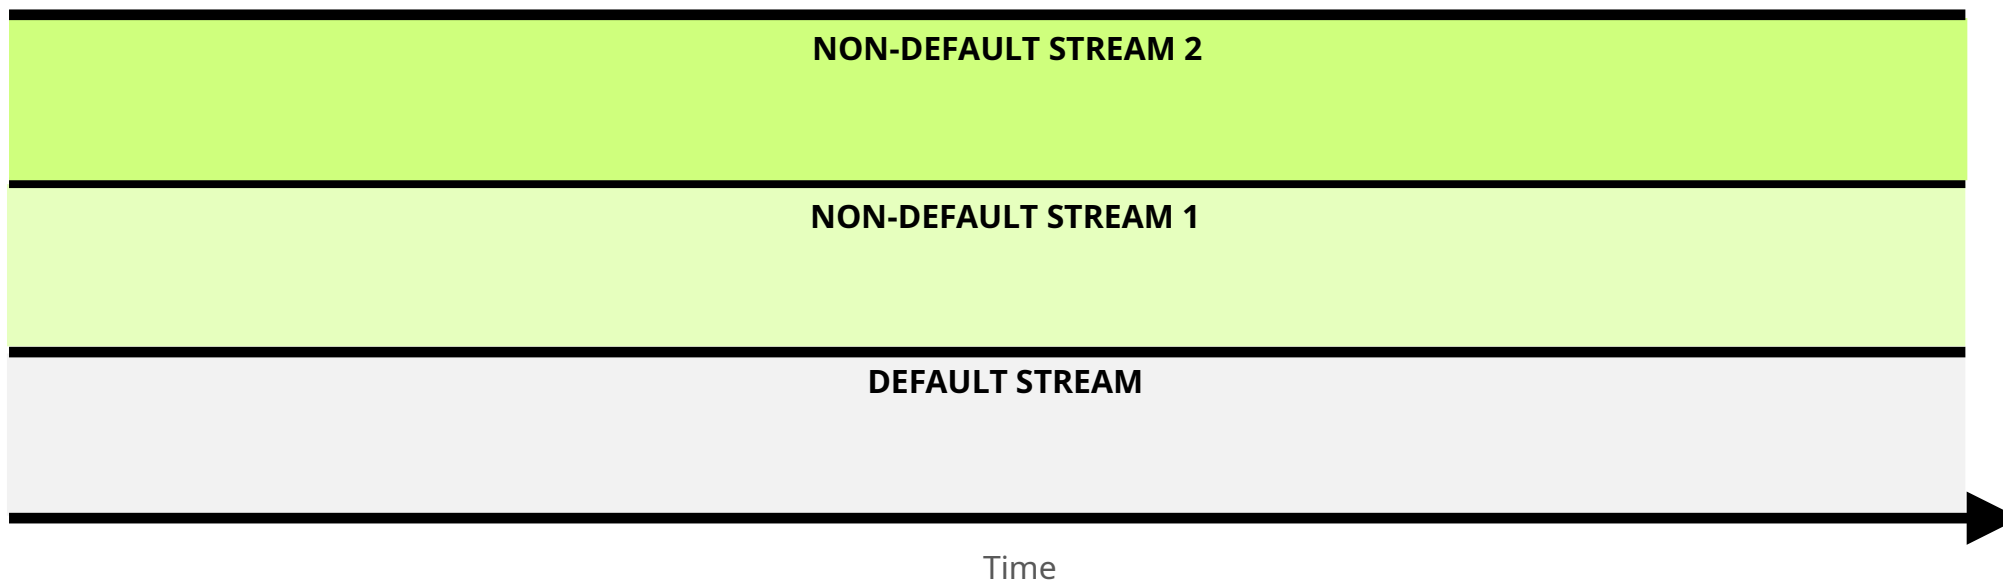 NON-DEFAULT STREAM 2
NON-DEFAULT STREAM 1
DEFAULT STREAM
Time